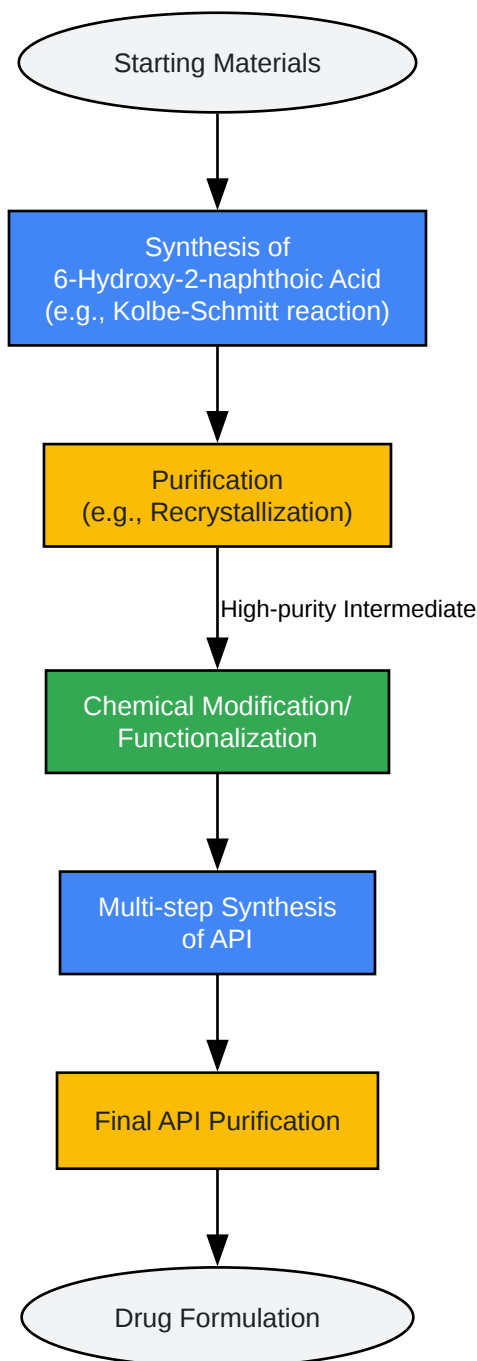 Starting Materials
Synthesis of
6-Hydroxy-2-naphthoic Acid
(e.g., Kolbe-Schmitt reaction)
Purification
(e.g., Recrystallization)
High-purity Intermediate
Chemical Modification/
Functionalization
Multi-step Synthesis
of API
Final API Purification
Drug Formulation